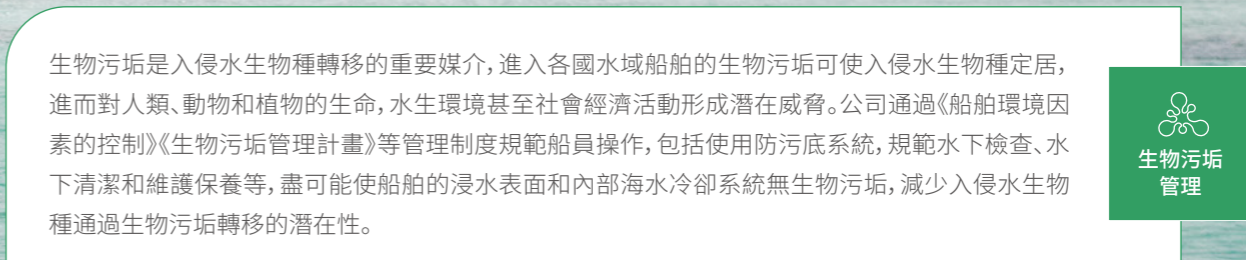 生物污垢是入侵水生物種轉移的重要媒介，進入各國水域船舶的生物污垢可使入侵水生物種定居，
進而對人類、動物和植物的生命，水生環境甚至社會經濟活動形成潛在威脅。公司通過《船舶環境因
素的控制》《生物污垢管理計畫》等管理制度規範船員操作，包括使用防污底系統，規範水下檢查、水
下清潔和維護保養等，盡可能使船舶的浸水表面和內部海水冷卻系統無生物污垢，減少入侵水生物
種通過生物污垢轉移的潛在性。
生物污垢
管理